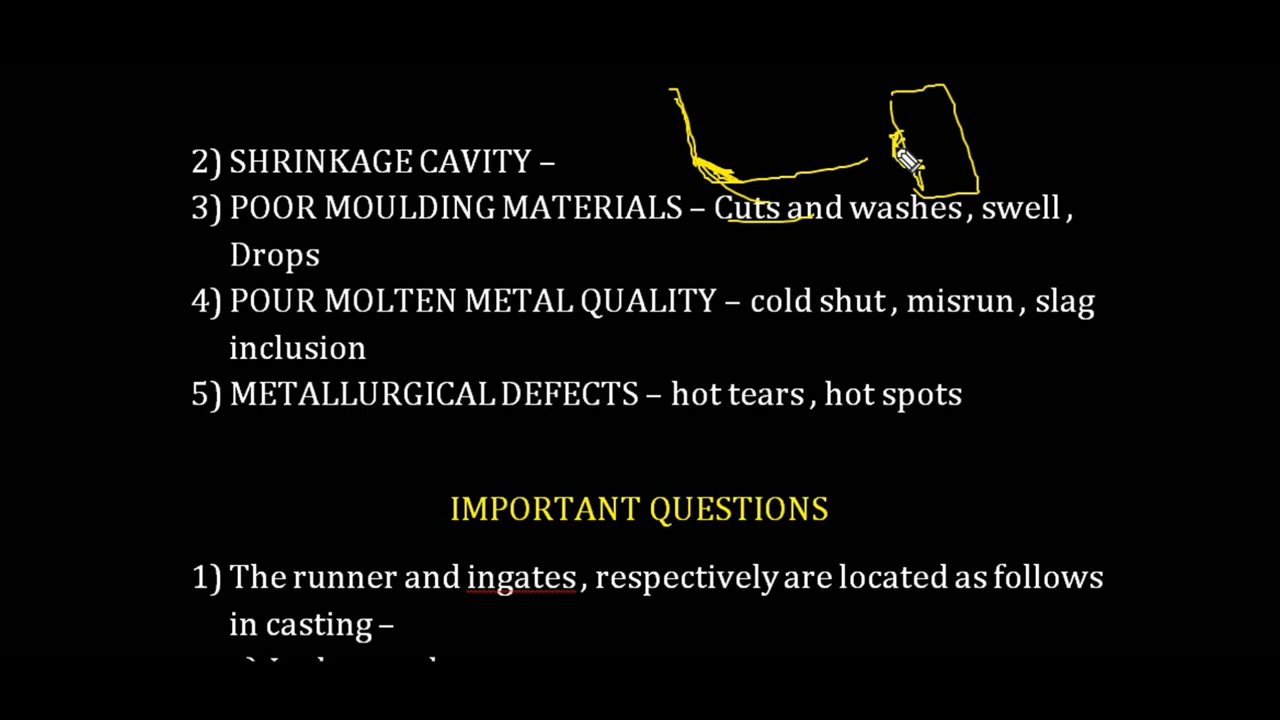 2) SHRINKAGE CAVITY –
3) POOR MOULDING MATERIALS – Cuts and washes , swell ,
Drops
4) POUR MOLTEN METAL QUALITY – cold shut , misrun , slag
inclusion
5) METALLURGICAL DEFECTS – hot tears , hot spots
IMPORTANT QUESTIONS
1) The runner and ingates , respectively are located as follows
in casting –